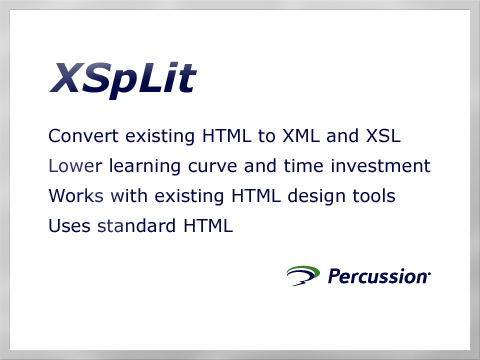 XSpLit
Convert existing HTML to XML and XSL
Lower learning curve and time investment
Works with existing HTML design tools
Uses standard HTML
Percussion